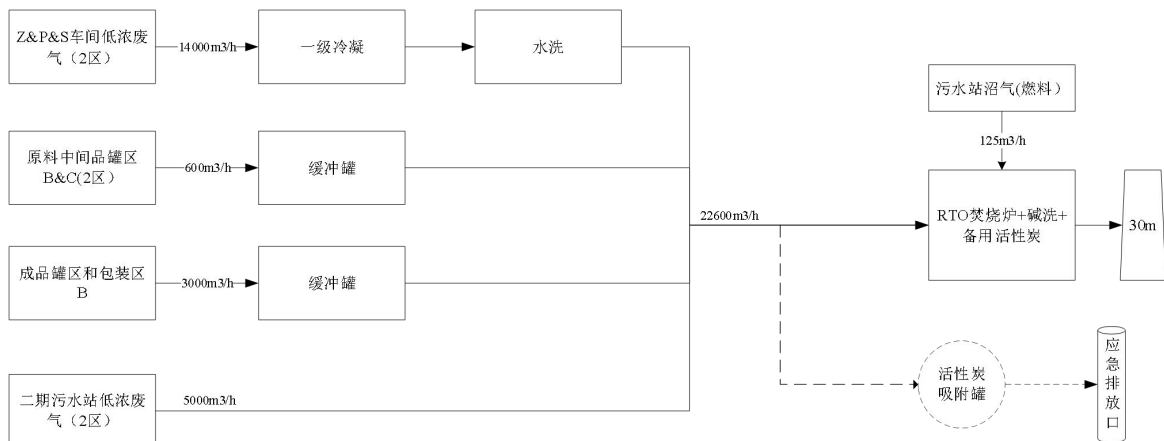 Z&P&S车间低浓废
气（2区）
14000m3/h
一级冷凝
水洗
原料中间品罐区
B&C(2区）
600m3/h
缓冲罐
成品罐区和包装区
B
3000m3/h
缓冲罐
二期污水站低浓废
气（2区）
5000m3/h
22600m3/h
污水站沼气(燃料）
125m3/h
RTO焚烧炉+碱洗+
备用活性炭
30m
活性炭
吸附罐
应急排放口